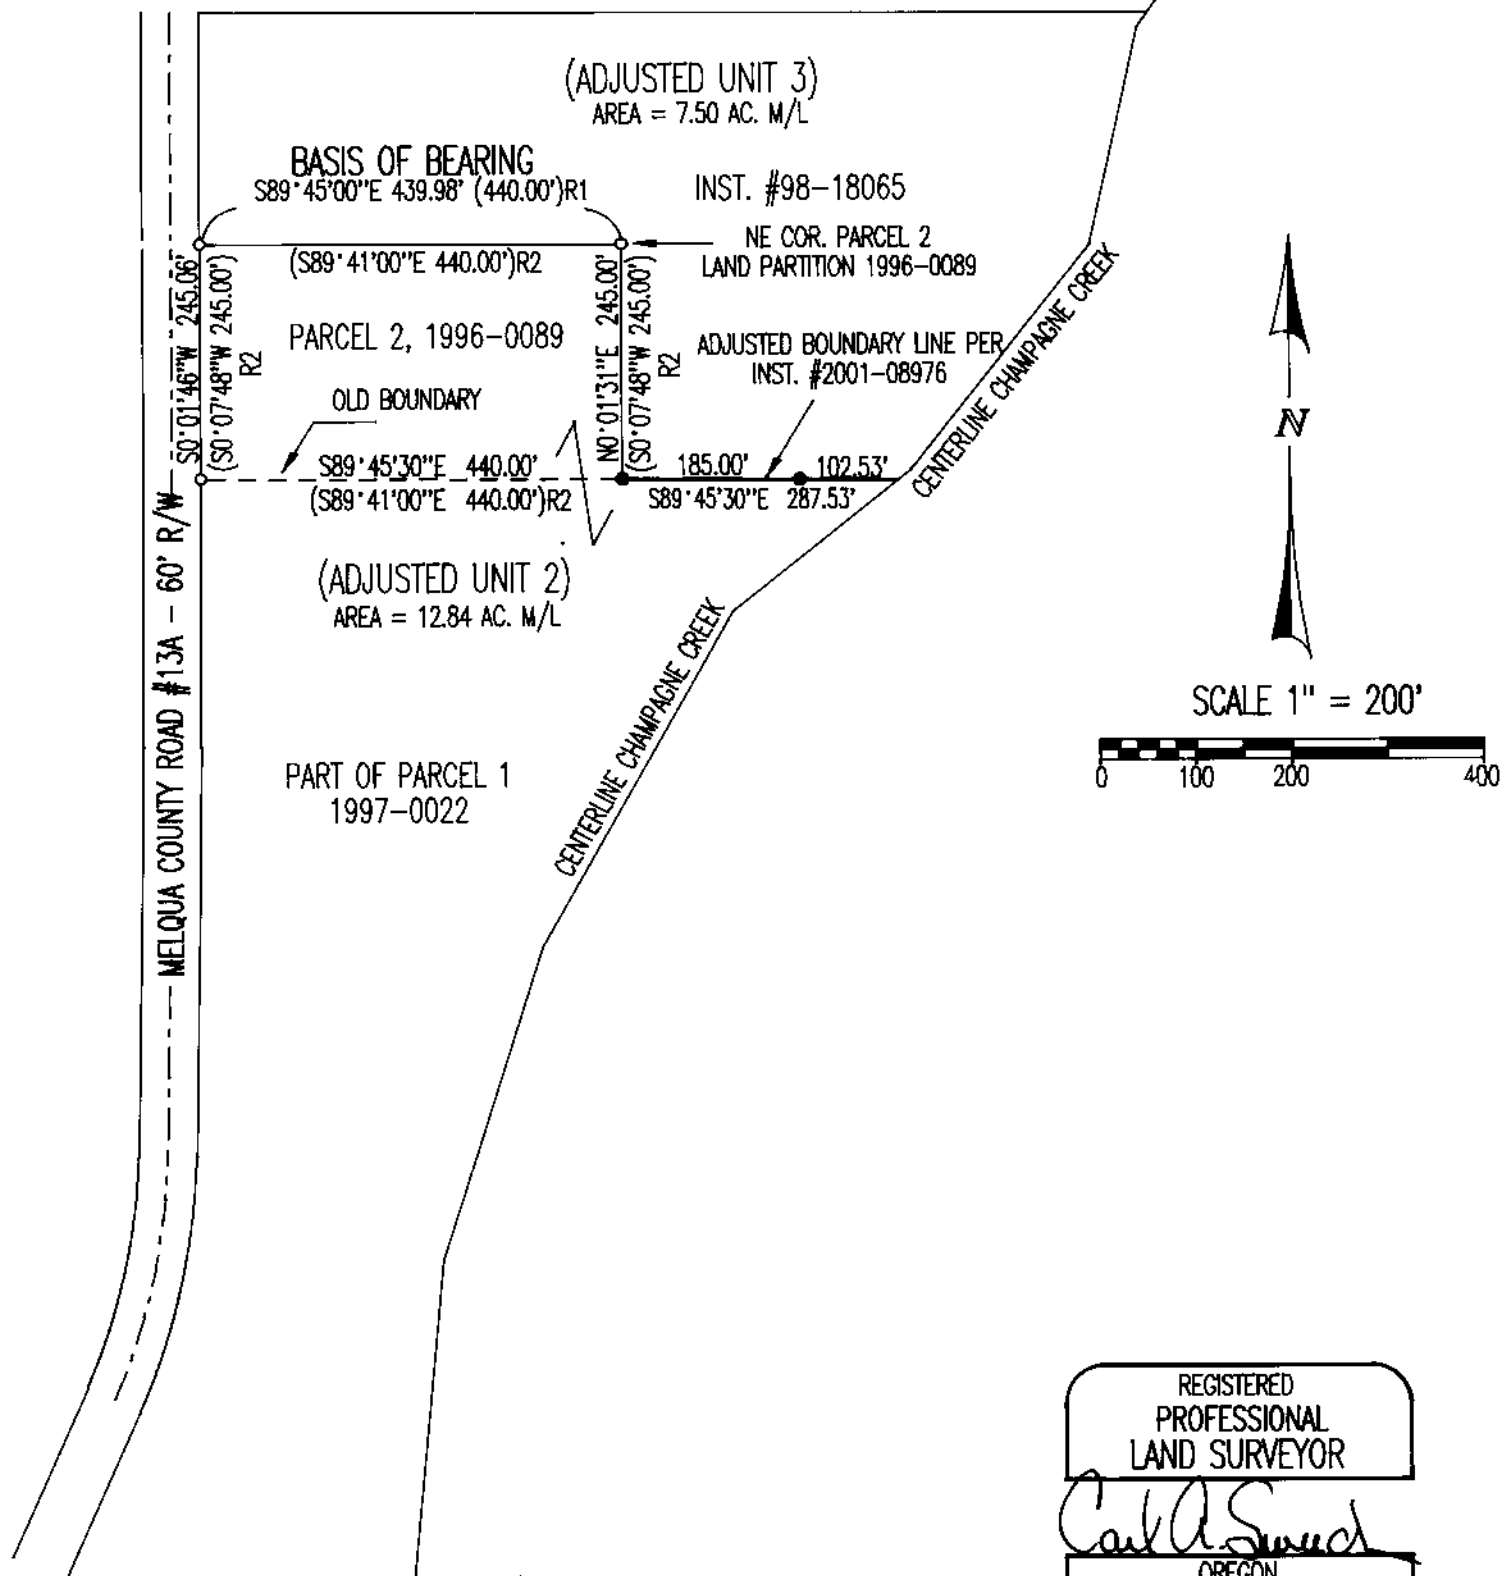 (ADJUSTED UNIT 3)
AREA = 7.50 AC. M/L
BASIS OF BEARING
S89°45'00"E 439.98' (440.00')R1
INST. #98-18065
(S89°41'00"E 440.00')R2
NE COR. PARCEL 2
LAND PARTITION 1996-0089
S0°01'46"W 245.06'
(S0°07'48"W 245.00')
R2
PARCEL 2, 1996-0089
N0°01'31"E 245.00'
(S0°07'48"W 245.00')
R2
ADJUSTED BOUNDARY LINE PER
INST. #2001-08976
CENTERLINE CHAMPAGNE CREEK
OLD BOUNDARY
S89°45'30"E 440.00'
(S89°41'00"E 440.00')R2
185.00'
102.53'
S89°45'30"E 287.53'
N
(ADJUSTED UNIT 2)
AREA = 12.84 AC. M/L
MELQUA COUNTY ROAD #13A - 60' R/W
CENTERLINE CHAMPAGNE CREEK
PART OF PARCEL 1
1997-0022
SCALE 1" = 200'
0 100 200 400
REGISTERED
PROFESSIONAL
LAND SURVEYOR
OREGON